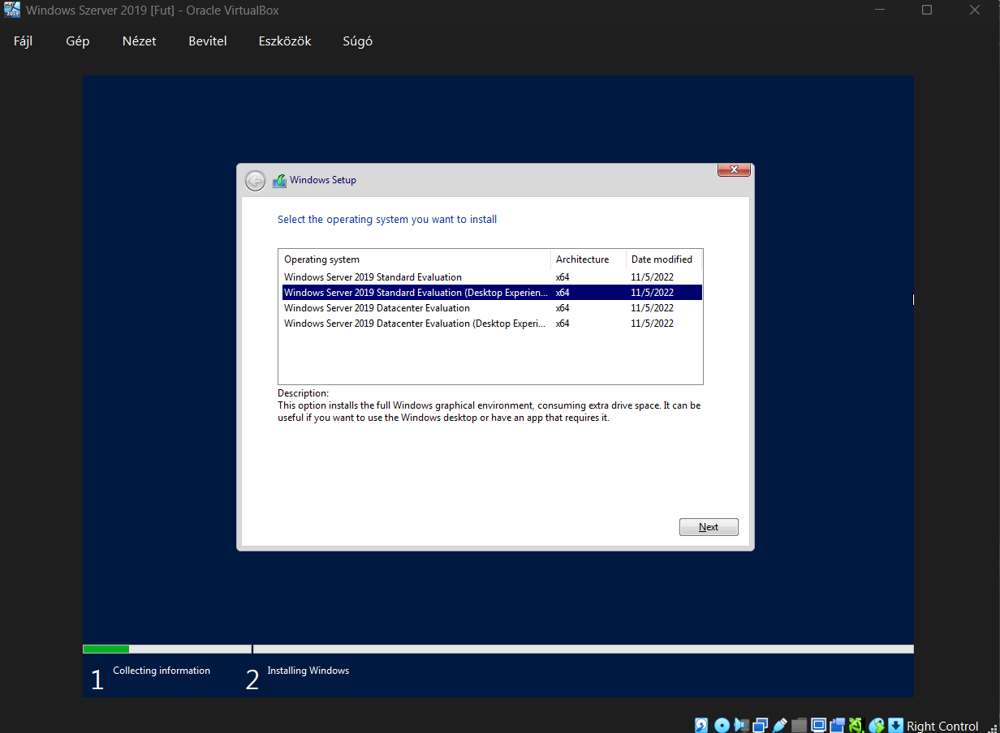 Windows Szerver 2019 [Fut] - Oracle VirtualBox
Fájl Gép Nézet Bevitel Eszközök Súgó
Windows Setup
Select the operating system you want to install
Operating system Architecture Date modified
Windows Server 2019 Standard Evaluation x64 11/5/2022
Windows Server 2019 Standard Evaluation (Desktop Experien... x64 11/5/2022
Windows Server 2019 Datacenter Evaluation x64 11/5/2022
Windows Server 2019 Datacenter Evaluation (Desktop Experi... x64 11/5/2022
Description:
This option installs the full Windows graphical environment, consuming extra drive space. It can be
useful if you want to use the Windows desktop or have an app that requires it.
Next
1 Collecting information 2 Installing Windows
Right Control